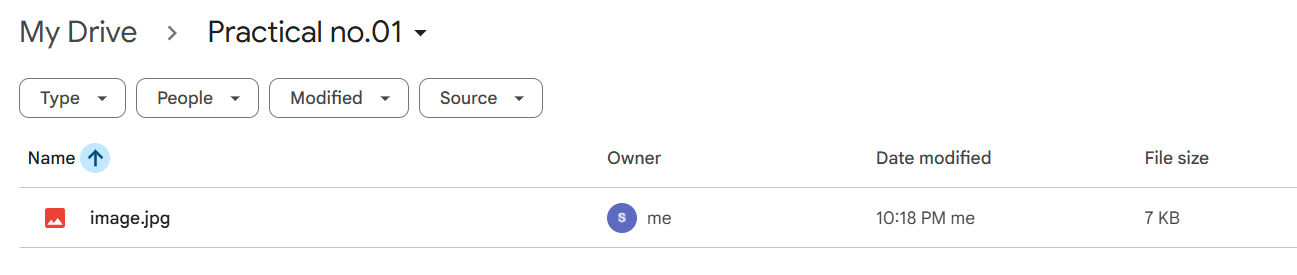 My Drive > Practical no.01
Type People Modified Source
Name Owner Date modified File size
image.jpg S me 10:18 PM me 7 KB